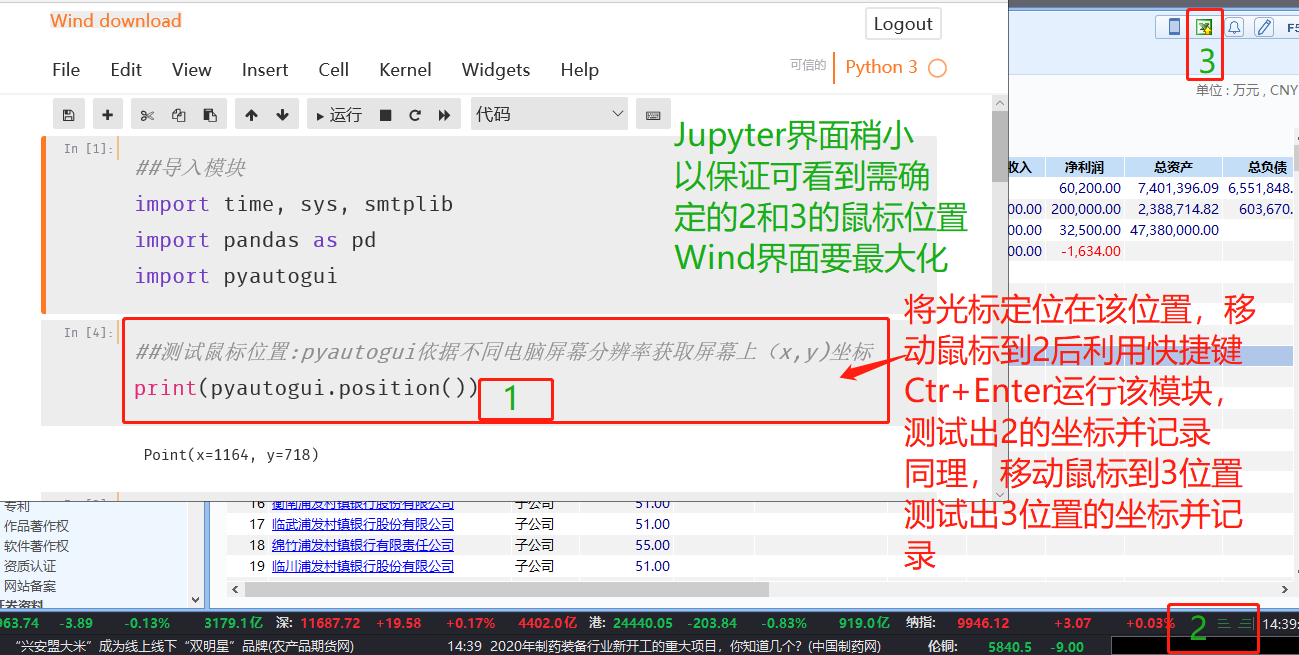 Wind download
Logout
File Edit View Insert Cell Kernel Widgets Help
可信的 Python 3
运行 代码
In [1]:
##导入模块
import time, sys, smtplib
import pandas as pd
import pyautogui
Jupyter界面稍小
以保证可看到需确
定的2和3的鼠标位置
Wind界面要最大化
In [4]:
##测试鼠标位置:pyautogui依据不同电脑屏幕分辨率获取屏幕上（x,y)坐标
print(pyautogui.position())
1
Point(x=1164, y=718)
3
单位 : 万元 , CNY
收入 净利润 总资产 总负债
60,200.00 7,401,396.09 6,551,848.
00.00 200,000.00 2,388,714.82 603,670.
00.00 32,500.00 47,380,000.00
00.00 -1,634.00
将光标定位在该位置，移
动鼠标到2后利用快捷键
Ctr+Enter运行该模块，
测试出2的坐标并记录
同理，移动鼠标到3位置
测试出3位置的坐标并记
录
专利
作品著作权
软件著作权
资质认证
网站备案
16 衡南浦发村镇银行股份有限公司 子公司 51.00
17 临武浦发村镇银行股份有限公司 子公司 51.00
18 绵竹浦发村镇银行有限责任公司 子公司 55.00
19 临川浦发村镇银行股份有限公司 子公司 51.00
963.74 -3.89 -0.13% 3179.1亿 深: 11687.72 +19.58 +0.17% 4402.0亿 港: 24440.05 -203.84 -0.83% 919.0亿 纳指: 9946.12 +3.07 +0.03% 2 14:39:
“兴安盟大米”成为线上线下“双明星”品牌(农产品期货网) 14:39 2020年制药装备行业新开工的重大项目，你知道几个？(中国制药网) 伦铜: 5840.5 -9.00